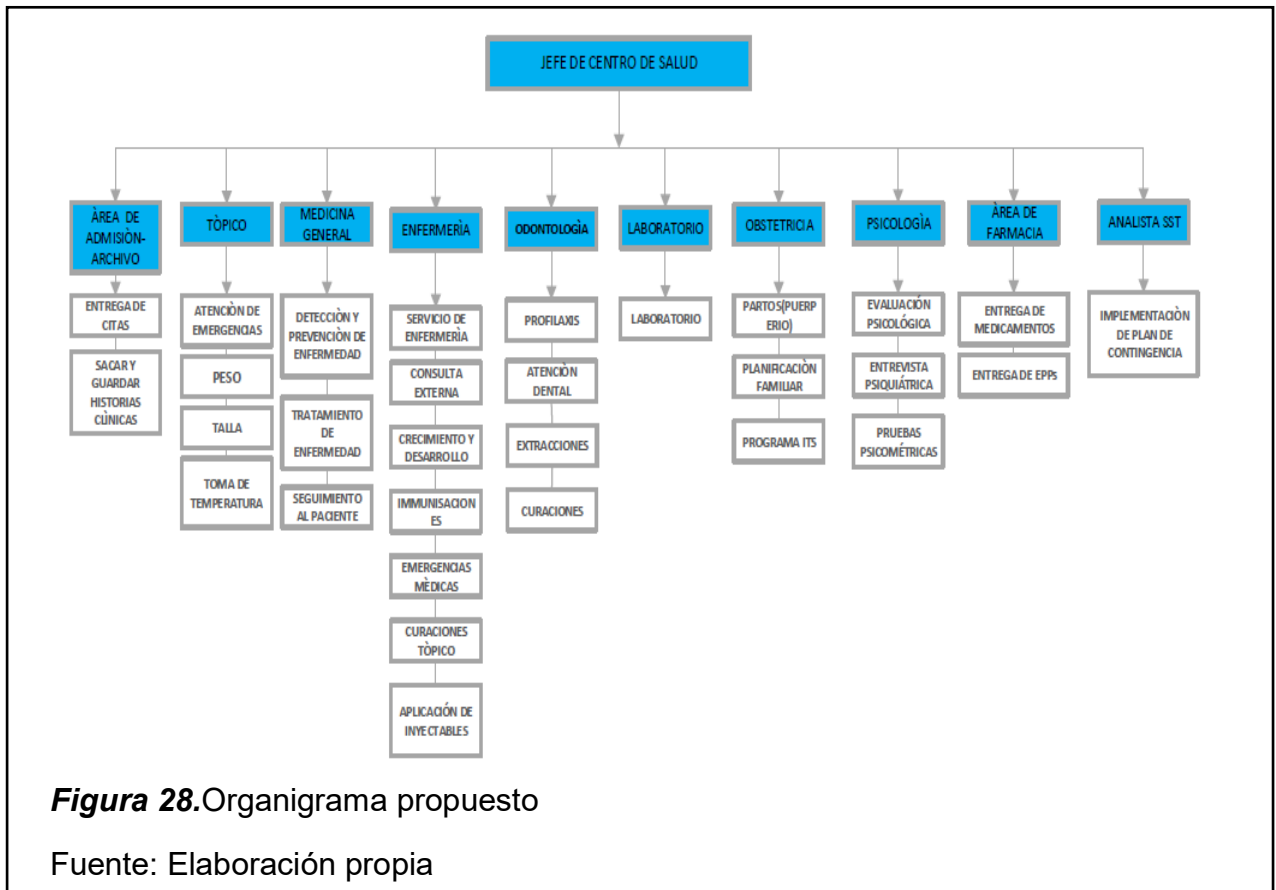 JEFE DE CENTRO DE SALUD
ÀREA DE
ADMISIÒN-
ARCHIVO
TÒPICO
MEDICINA
GENERAL
ENFERMERÌA
ODONTOLOGÌA
LABORATORIO
OBSTETRICIA
PSICOLOGÌA
ÀREA DE
FARMACIA
ANALISTA SST
ENTREGA DE
CITAS
SACAR Y
GUARDAR
HISTORIAS
CLÙNICAS
ATENCIÒN DE
EMERGENCIAS
PESO
TALLA
TOMA DE
TEMPERATURA
DETECCIÒN Y
PREVENCIÒN DE
ENFERMEDAD
TRATAMIENTO
DE
ENFERMEDAD
SEGUIMIENTO
AL PACIENTE
SERVICIO DE
ENFERMERÌA
CONSULTA
EXTERNA
CRECIMIENTO Y
DESARROLLO
IMMUNISACION
ES
EMERGENCIAS
MÈDICAS
CURACIONES
TÒPICO
APLICACIÓN DE
INYECTABLES
PROFILAXIS
ATENCIÒN
DENTAL
EXTRACCIONES
CURACIONES
LABORATORIO
PARTOS(PUERP
ERIO)
PLANIFICACIÒN
FAMILIAR
PROGRAMA ITS
EVALUACIÓN
PSICOLÓGICA
ENTREVISTA
PSIQUIÁTRICA
PRUEBAS
PSICOMÉTRICAS
ENTREGA DE
MEDICAMENTOS
ENTREGA DE EPPs
IMPLEMENTACIÒN
DE PLAN DE
CONTINGENCIA
Figura 28.Organigrama propuesto
Fuente: Elaboración propia